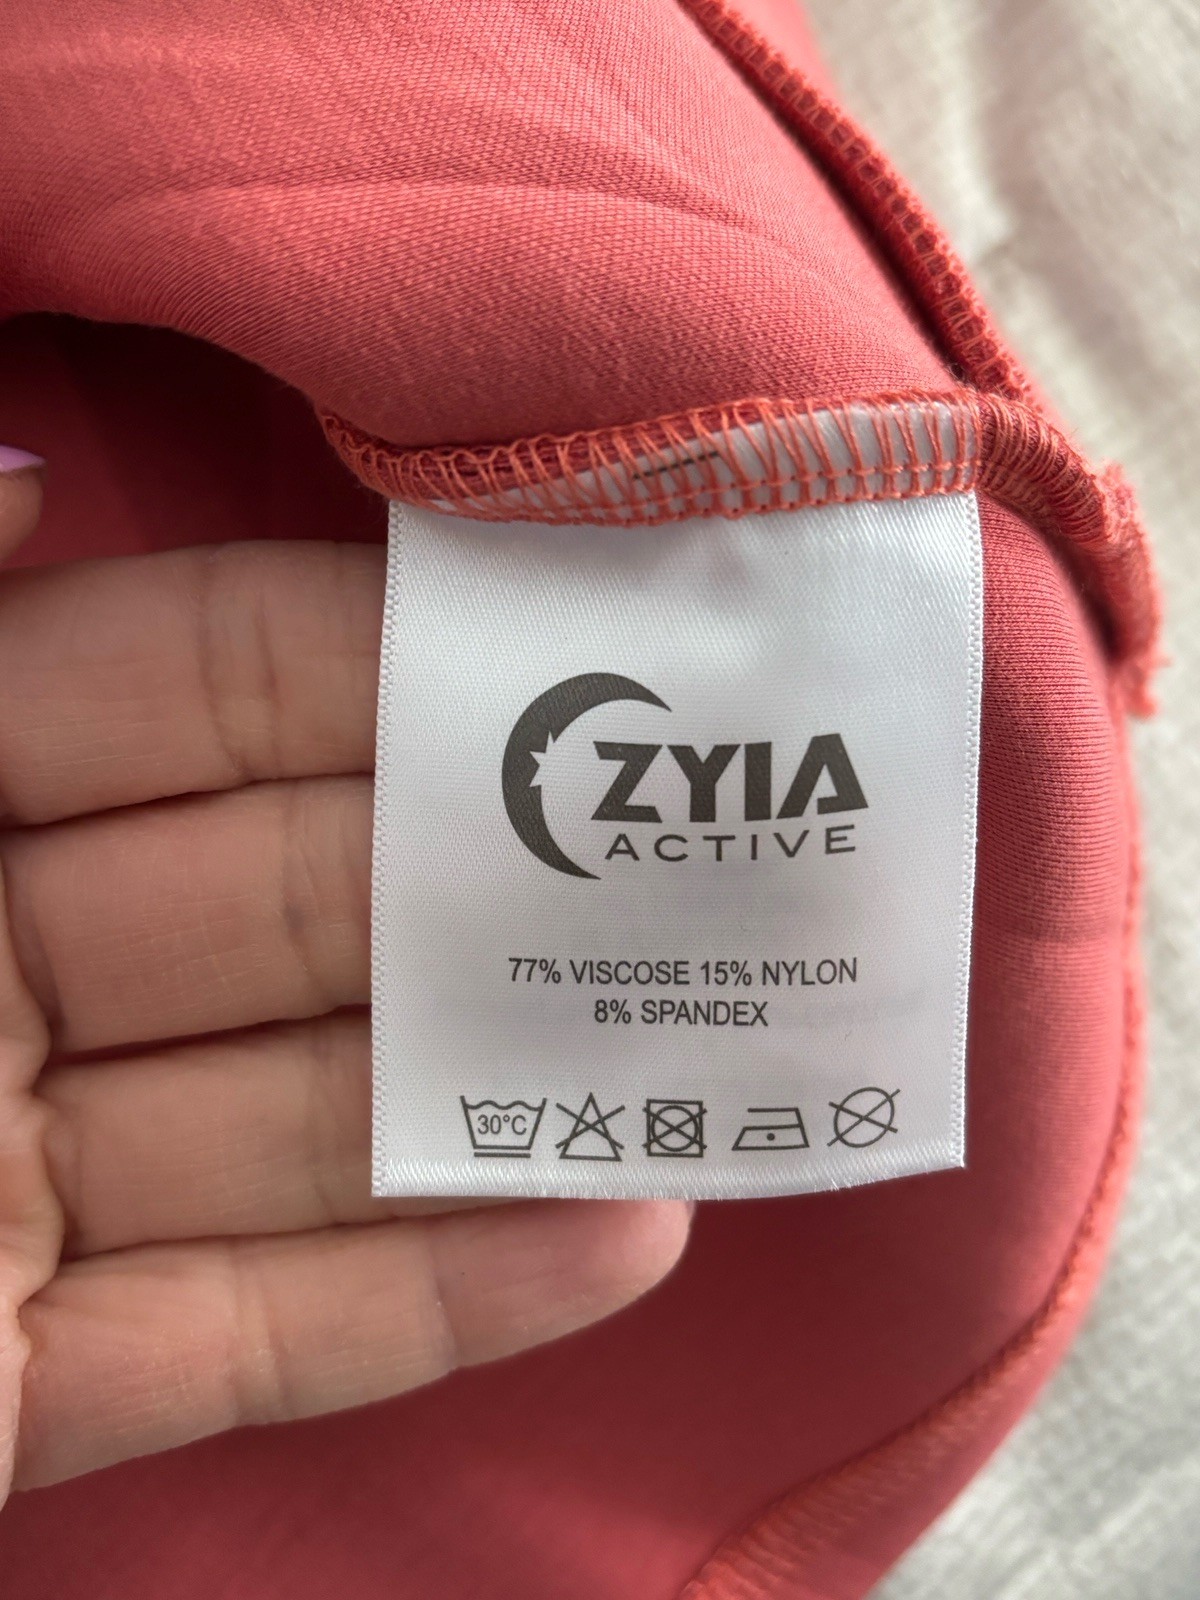 ZYIA
ACTIVE
77% VISCOSE 15% NYLON
8% SPANDEX
30°C